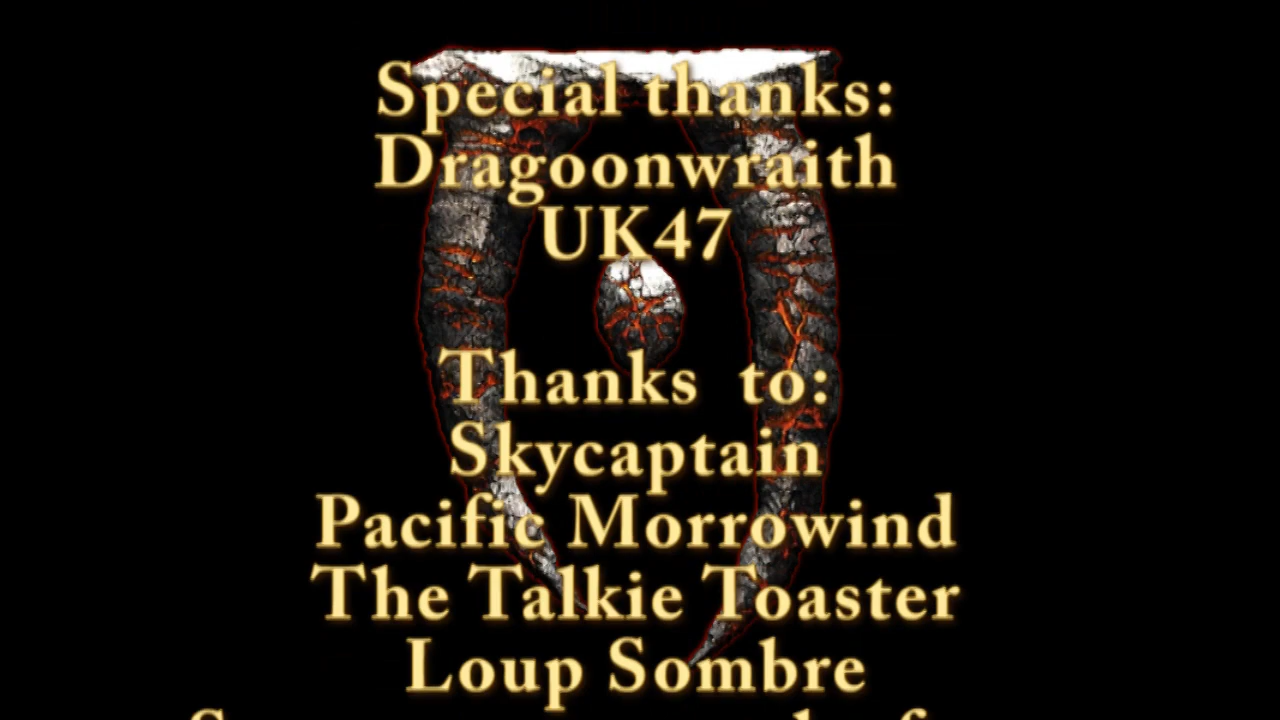 Special thanks:
Dragoonwraith
UK47
Thanks to:
Skycaptain
Pacific Morrowind
The Talkie Toaster
Loup Sombre